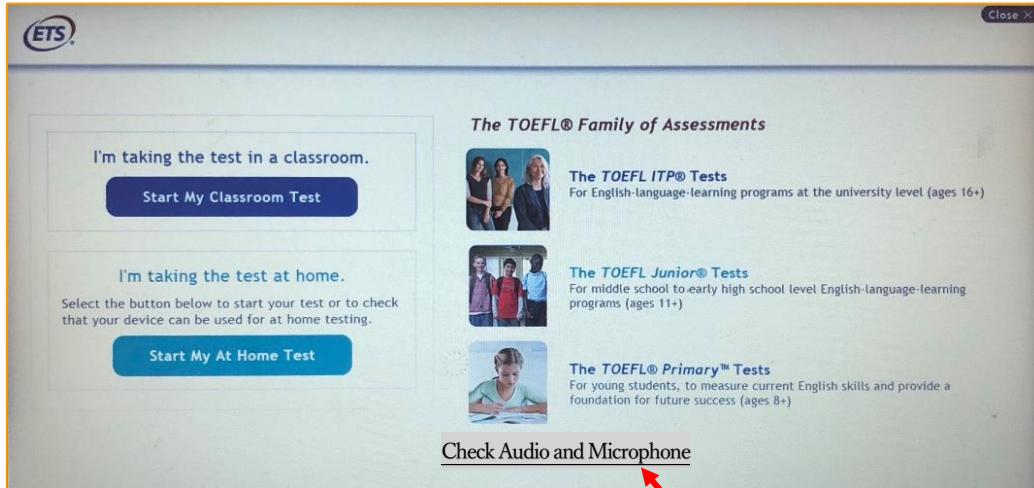 ETS
Close ×
I'm taking the test in a classroom.
Start My Classroom Test
I'm taking the test at home.
Select the button below to start your test or to check
that your device can be used for at home testing.
Start My At Home Test
The TOEFL® Family of Assessments
The TOEFL ITP® Tests
For English-language-learning programs at the university level (ages 16+)
The TOEFL Junior® Tests
For middle school to early high school level English-language-learning
programs (ages 11+)
The TOEFL® Primary™ Tests
For young students, to measure current English skills and provide a
foundation for future success (ages 8+)
Check Audio and Microphone